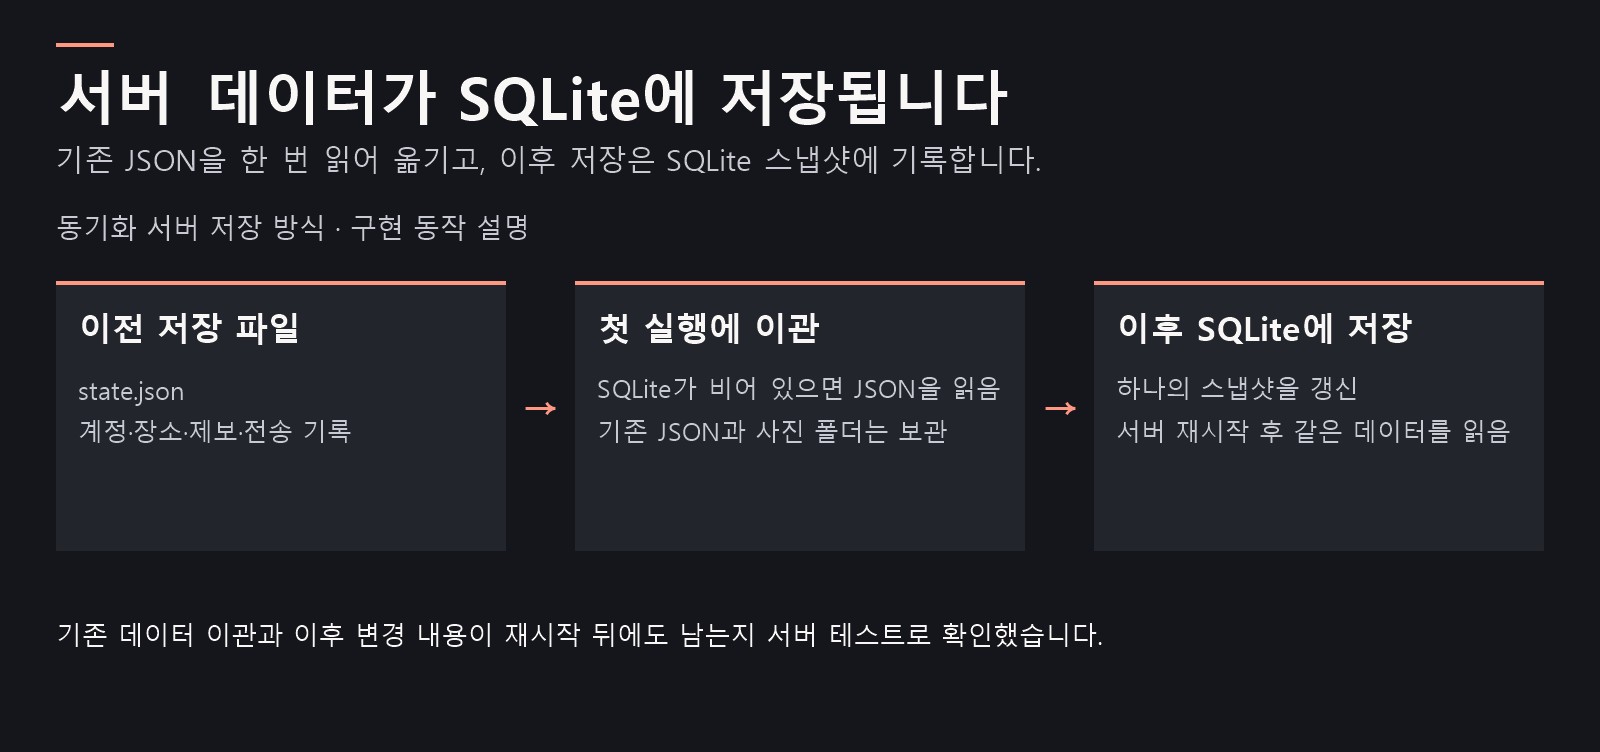 서버 데이터가 SQLite에 저장됩니다
기존 JSON을 한 번 읽어 옮기고, 이후 저장은 SQLite 스냅샷에 기록합니다.
동기화 서버 저장 방식 · 구현 동작 설명
이전 저장 파일
state.json
계정·장소·제보·전송 기록
→
첫 실행에 이관
SQLite가 비어 있으면 JSON을 읽음
기존 JSON과 사진 폴더는 보관
→
이후 SQLite에 저장
하나의 스냅샷을 갱신
서버 재시작 후 같은 데이터를 읽음
기존 데이터 이관과 이후 변경 내용이 재시작 뒤에도 남는지 서버 테스트로 확인했습니다.